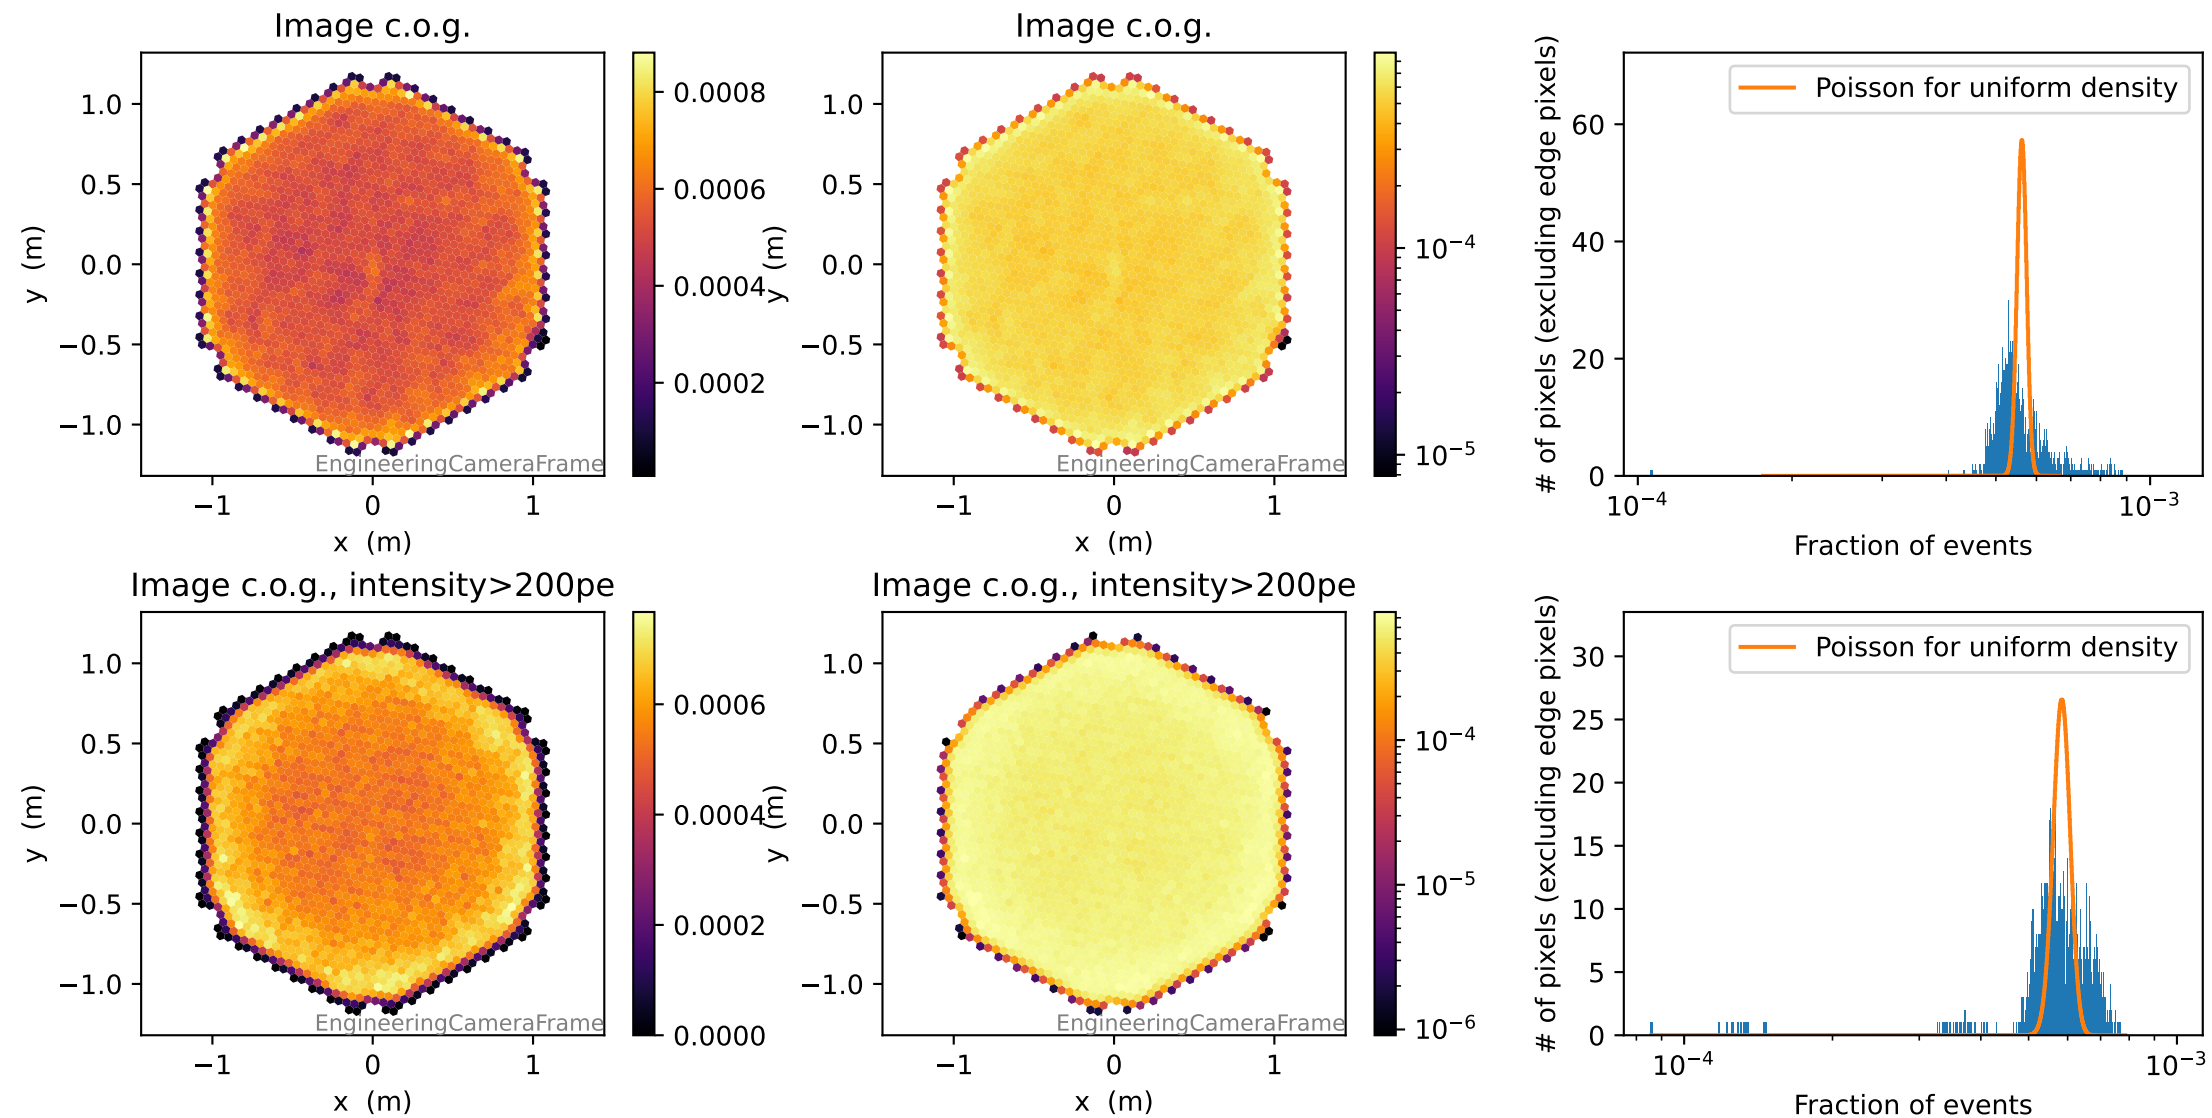 Image c.o.g.
1.0
0.5
0.0
−0.5
−1.0
y (m)
−1
0
1
x (m)
EngineeringCameraFrame
0.0008
0.0006
0.0004
0.0002
Image c.o.g.
1.0
0.5
0.0
−0.5
−1.0
y (m)
−1
0
1
x (m)
EngineeringCameraFrame
10⁻⁴
10⁻⁵
# of pixels (excluding edge pixels)
60
40
20
0
Poisson for uniform density
10⁻⁴
10⁻³
Fraction of events
Image c.o.g., intensity>200pe
1.0
0.5
0.0
−0.5
−1.0
y (m)
−1
0
1
x (m)
EngineeringCameraFrame
0.0006
0.0004
0.0002
0.0000
Image c.o.g., intensity>200pe
1.0
0.5
0.0
−0.5
−1.0
y (m)
−1
0
1
x (m)
EngineeringCameraFrame
10⁻⁴
10⁻⁵
10⁻⁶
# of pixels (excluding edge pixels)
30
25
20
15
10
5
0
Poisson for uniform density
10⁻⁴
10⁻³
Fraction of events